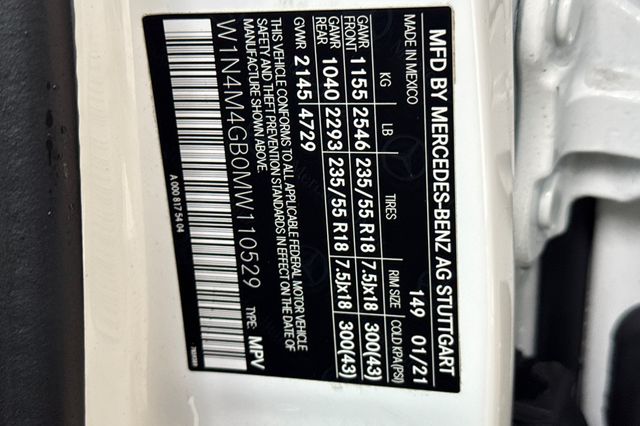 MFD BY MERCEDES-BENZ AG STUTTGART
MADE IN MEXICO 149 01/21
KG LB TIRES RIM SIZE COLD KPA(PSI)
GAWR FRONT 1155 2546 235/55 R18 7.5Jx18 300(43)
GAWR REAR 1040 2293 235/55 R18 7.5Jx18 300(43)
GVWR 2145 4729
THIS VEHICLE CONFORMS TO ALL APPLICABLE FEDERAL MOTOR VEHICLE
SAFETY AND THEFT STANDARDS IN EFFECT ON THE DATE OF
MANUFACTURE SHOWN ABOVE.
W1N4M4GB0MW110529 TYPE: MPV
A 000 817 54 04